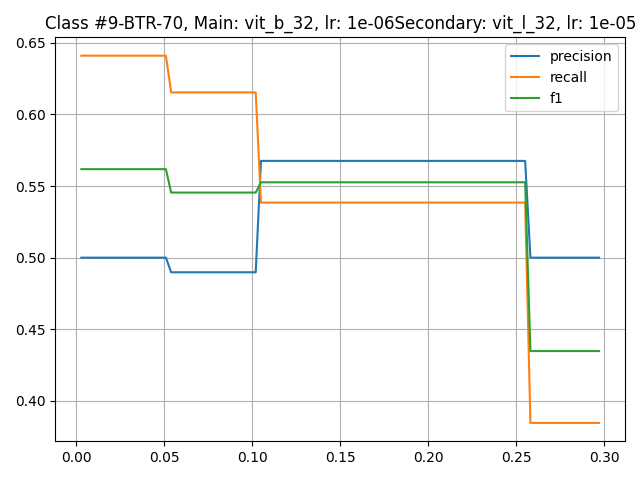 Class #9-BTR-70, Main: vit_b_32, lr: 1e-06Secondary: vit_l_32, lr: 1e-05
precision
recall
f1
0.65
0.60
0.55
0.50
0.45
0.40
0.00 0.05 0.10 0.15 0.20 0.25 0.30